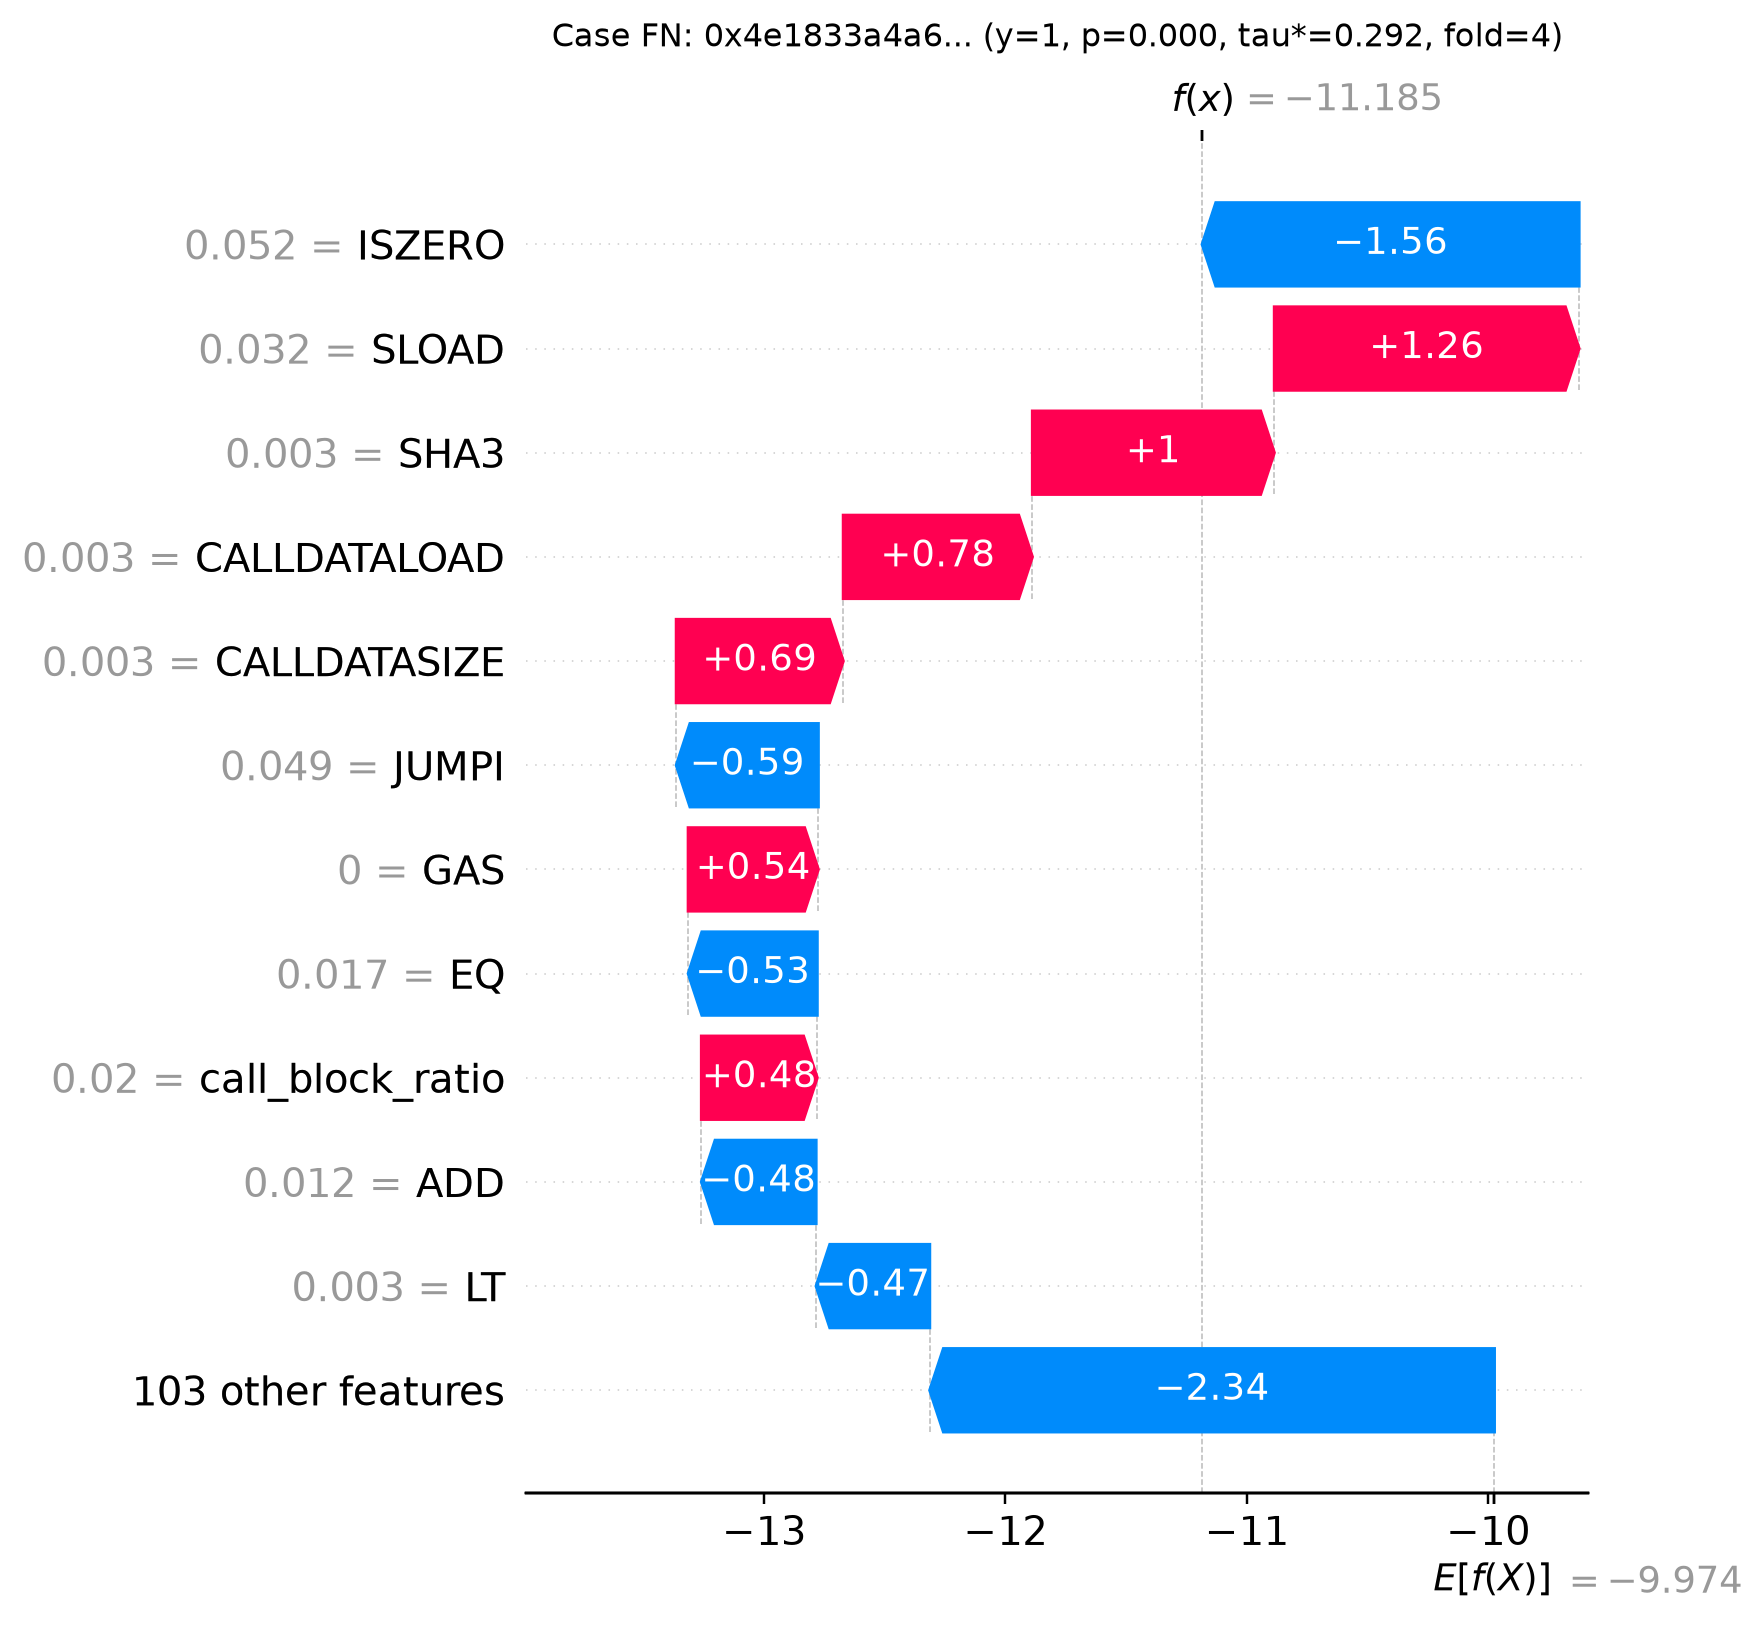 Case FN: 0x4e1833a4a6... (y=1, p=0.000, tau*=0.292, fold=4)
f(x) = −11.185
0.052 = ISZERO −1.56
0.032 = SLOAD +1.26
0.003 = SHA3 +1
0.003 = CALLDATALOAD +0.78
0.003 = CALLDATASIZE +0.69
0.049 = JUMPI −0.59
0 = GAS +0.54
0.017 = EQ −0.53
0.02 = call_block_ratio +0.48
0.012 = ADD −0.48
0.003 = LT −0.47
103 other features −2.34
−13 −12 −11 −10
E[f(X)] = −9.974